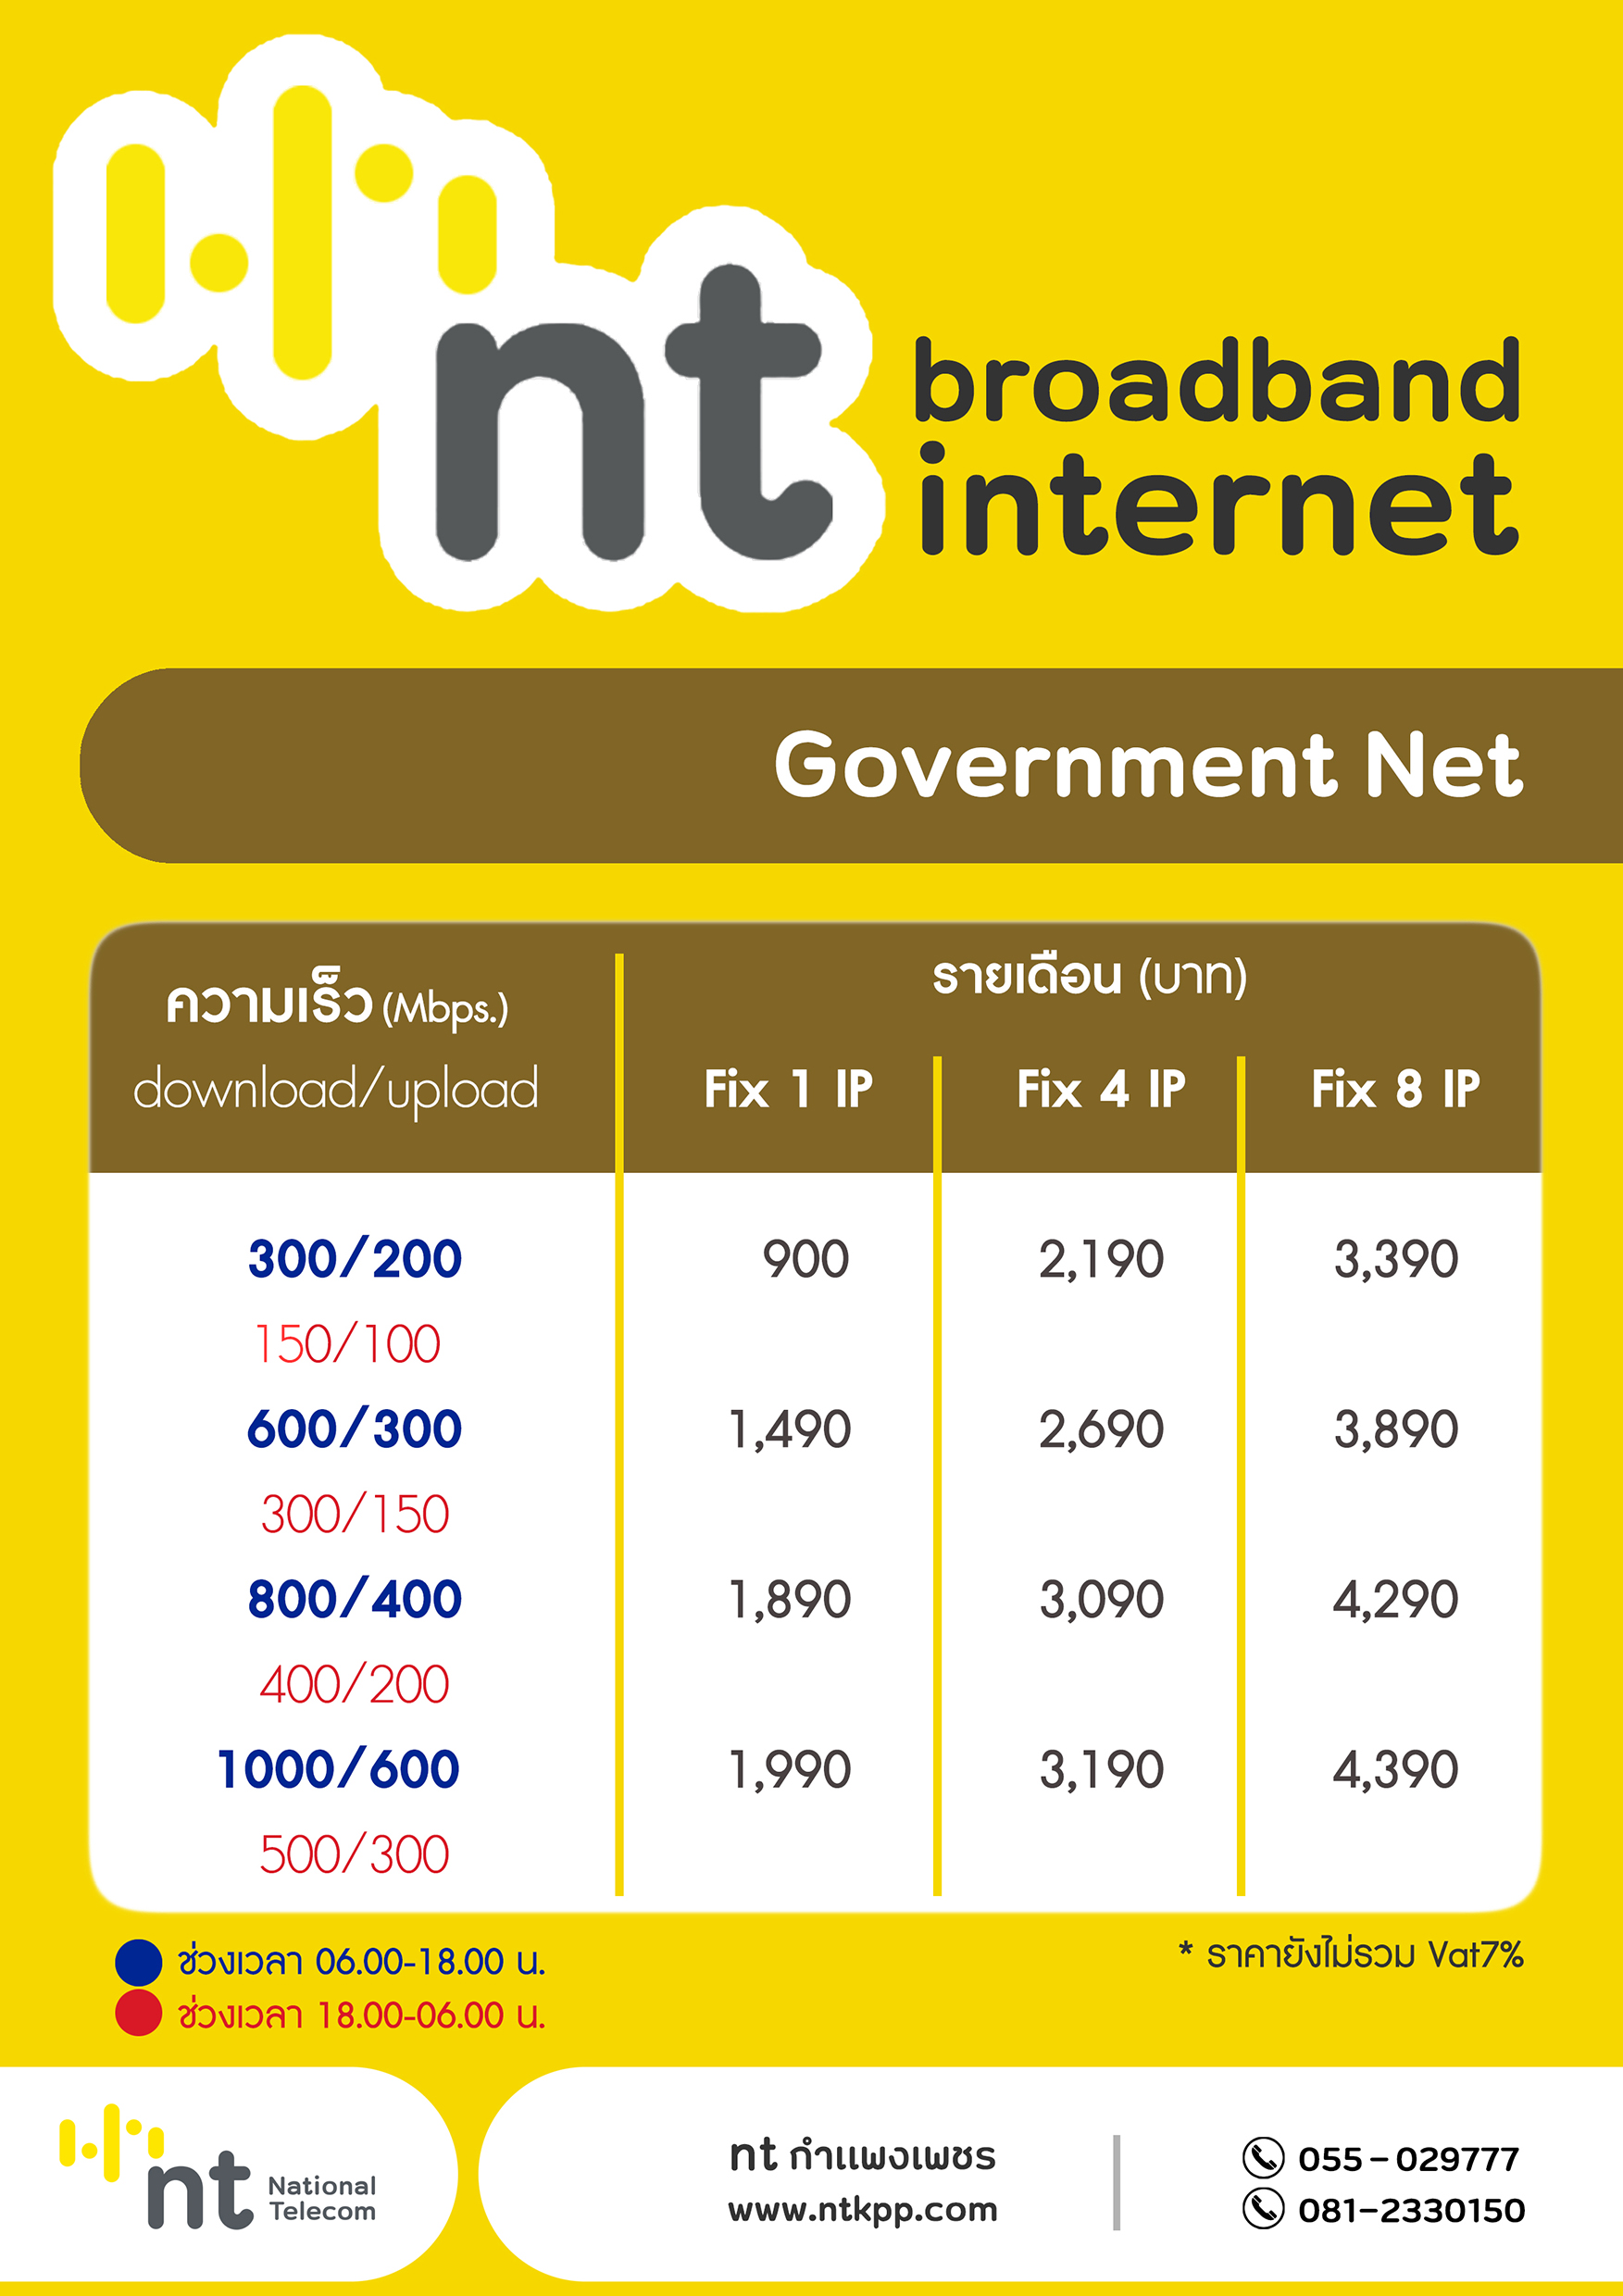 nt
broadband
internet
Government Net
ความเร็ว (Mbps.)
download/upload
รายเดือน (บาท)
Fix 1 IP
Fix 4 IP
Fix 8 IP
300/200 900 2,190 3,390
150/100
600/300 1,490 2,690 3,890
300/150
800/400 1,890 3,090 4,290
400/200
1000/600 1,990 3,190 4,390
500/300
ช่วงเวลา 06.00-18.00 น.
ช่วงเวลา 18.00-06.00 น.
* ราคายังไม่รวม Vat7%
nt National
Telecom
nt กำแพงเพชร
www.ntkpp.com
055-029777
081-2330150